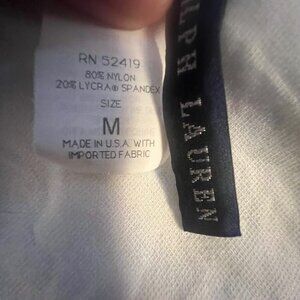 RN 52419
80% NYLON
20% LYCRA® SPANDEX
SIZE
M
MADE IN U.S.A. WITH
IMPORTED FABRIC
LPH LAUREN